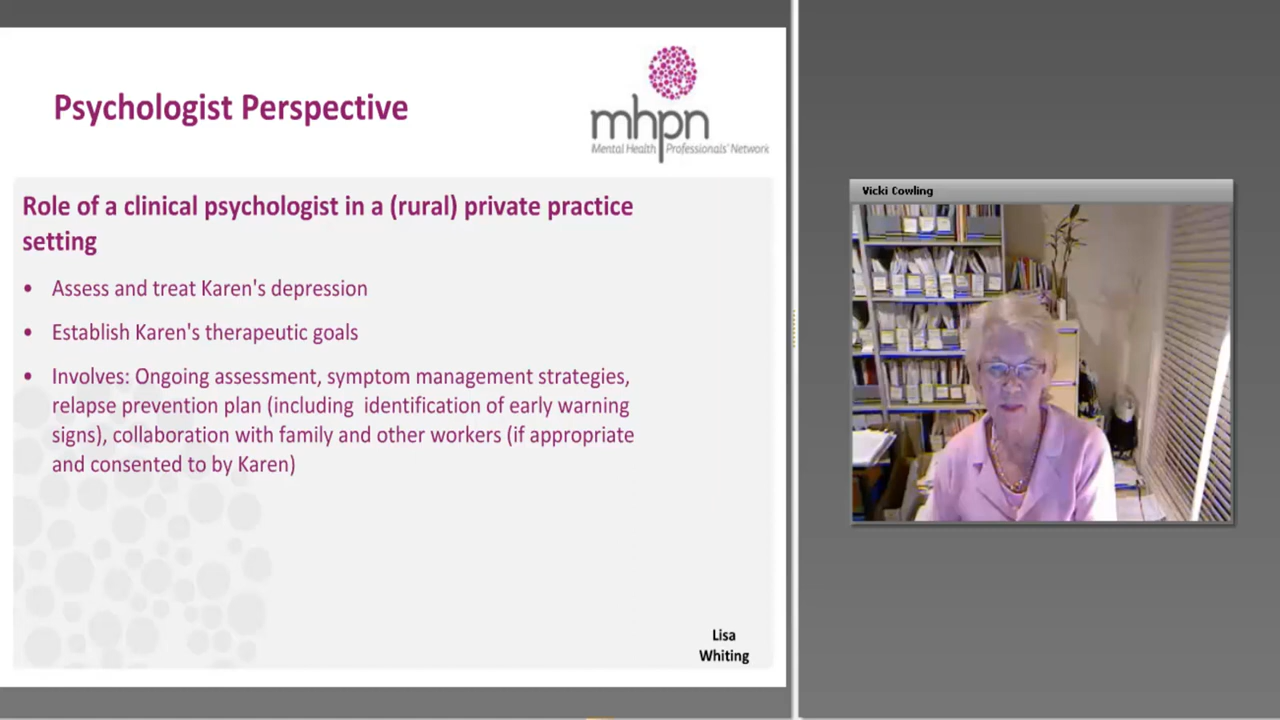 Psychologist Perspective
mhpn
Mental Health Professionals' Network
Role of a clinical psychologist in a (rural) private practice
setting
• Assess and treat Karen's depression
• Establish Karen's therapeutic goals
• Involves: Ongoing assessment, symptom management strategies,
relapse prevention plan (including identification of early warning
signs), collaboration with family and other workers (if appropriate
and consented to by Karen)
Lisa
Whiting
Vicki Cowling